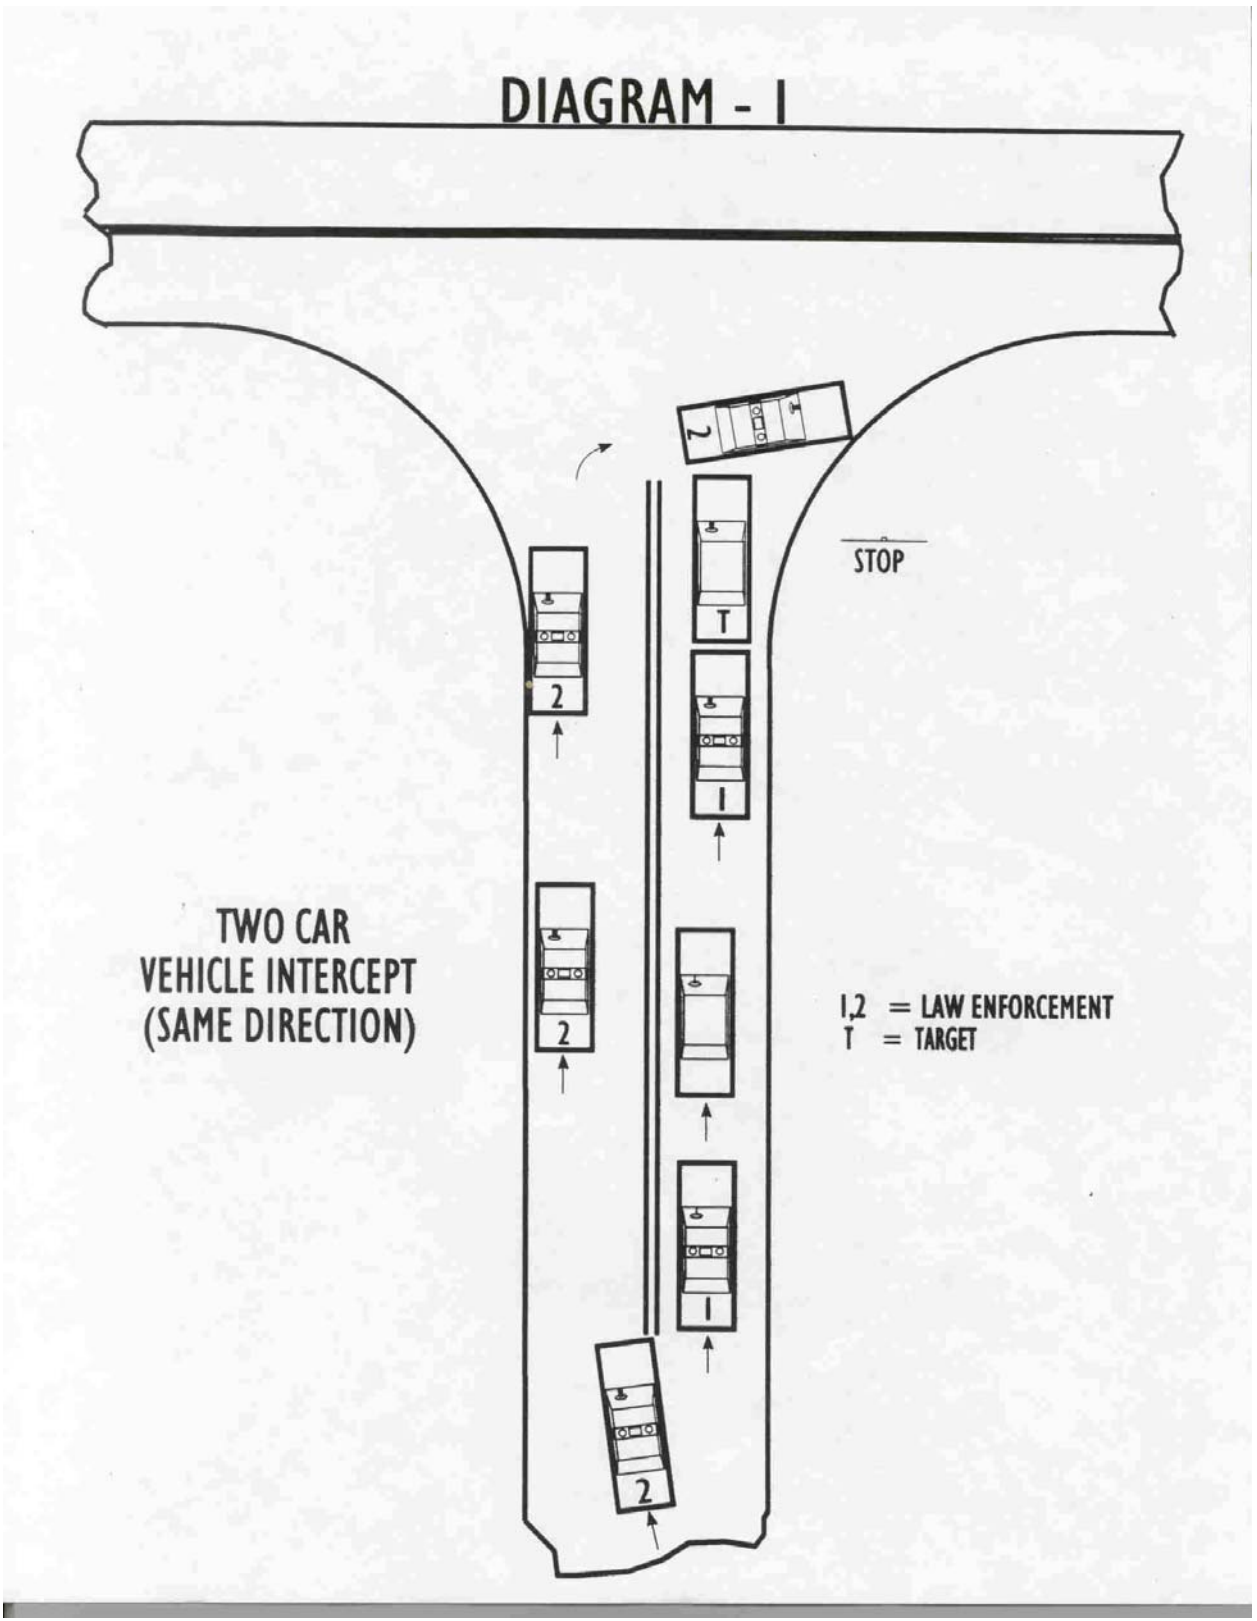 DIAGRAM - 1
2
STOP
T
2
1
TWO CAR
VEHICLE INTERCEPT
(SAME DIRECTION)
2
1,2 = LAW ENFORCEMENT
T = TARGET
1
2